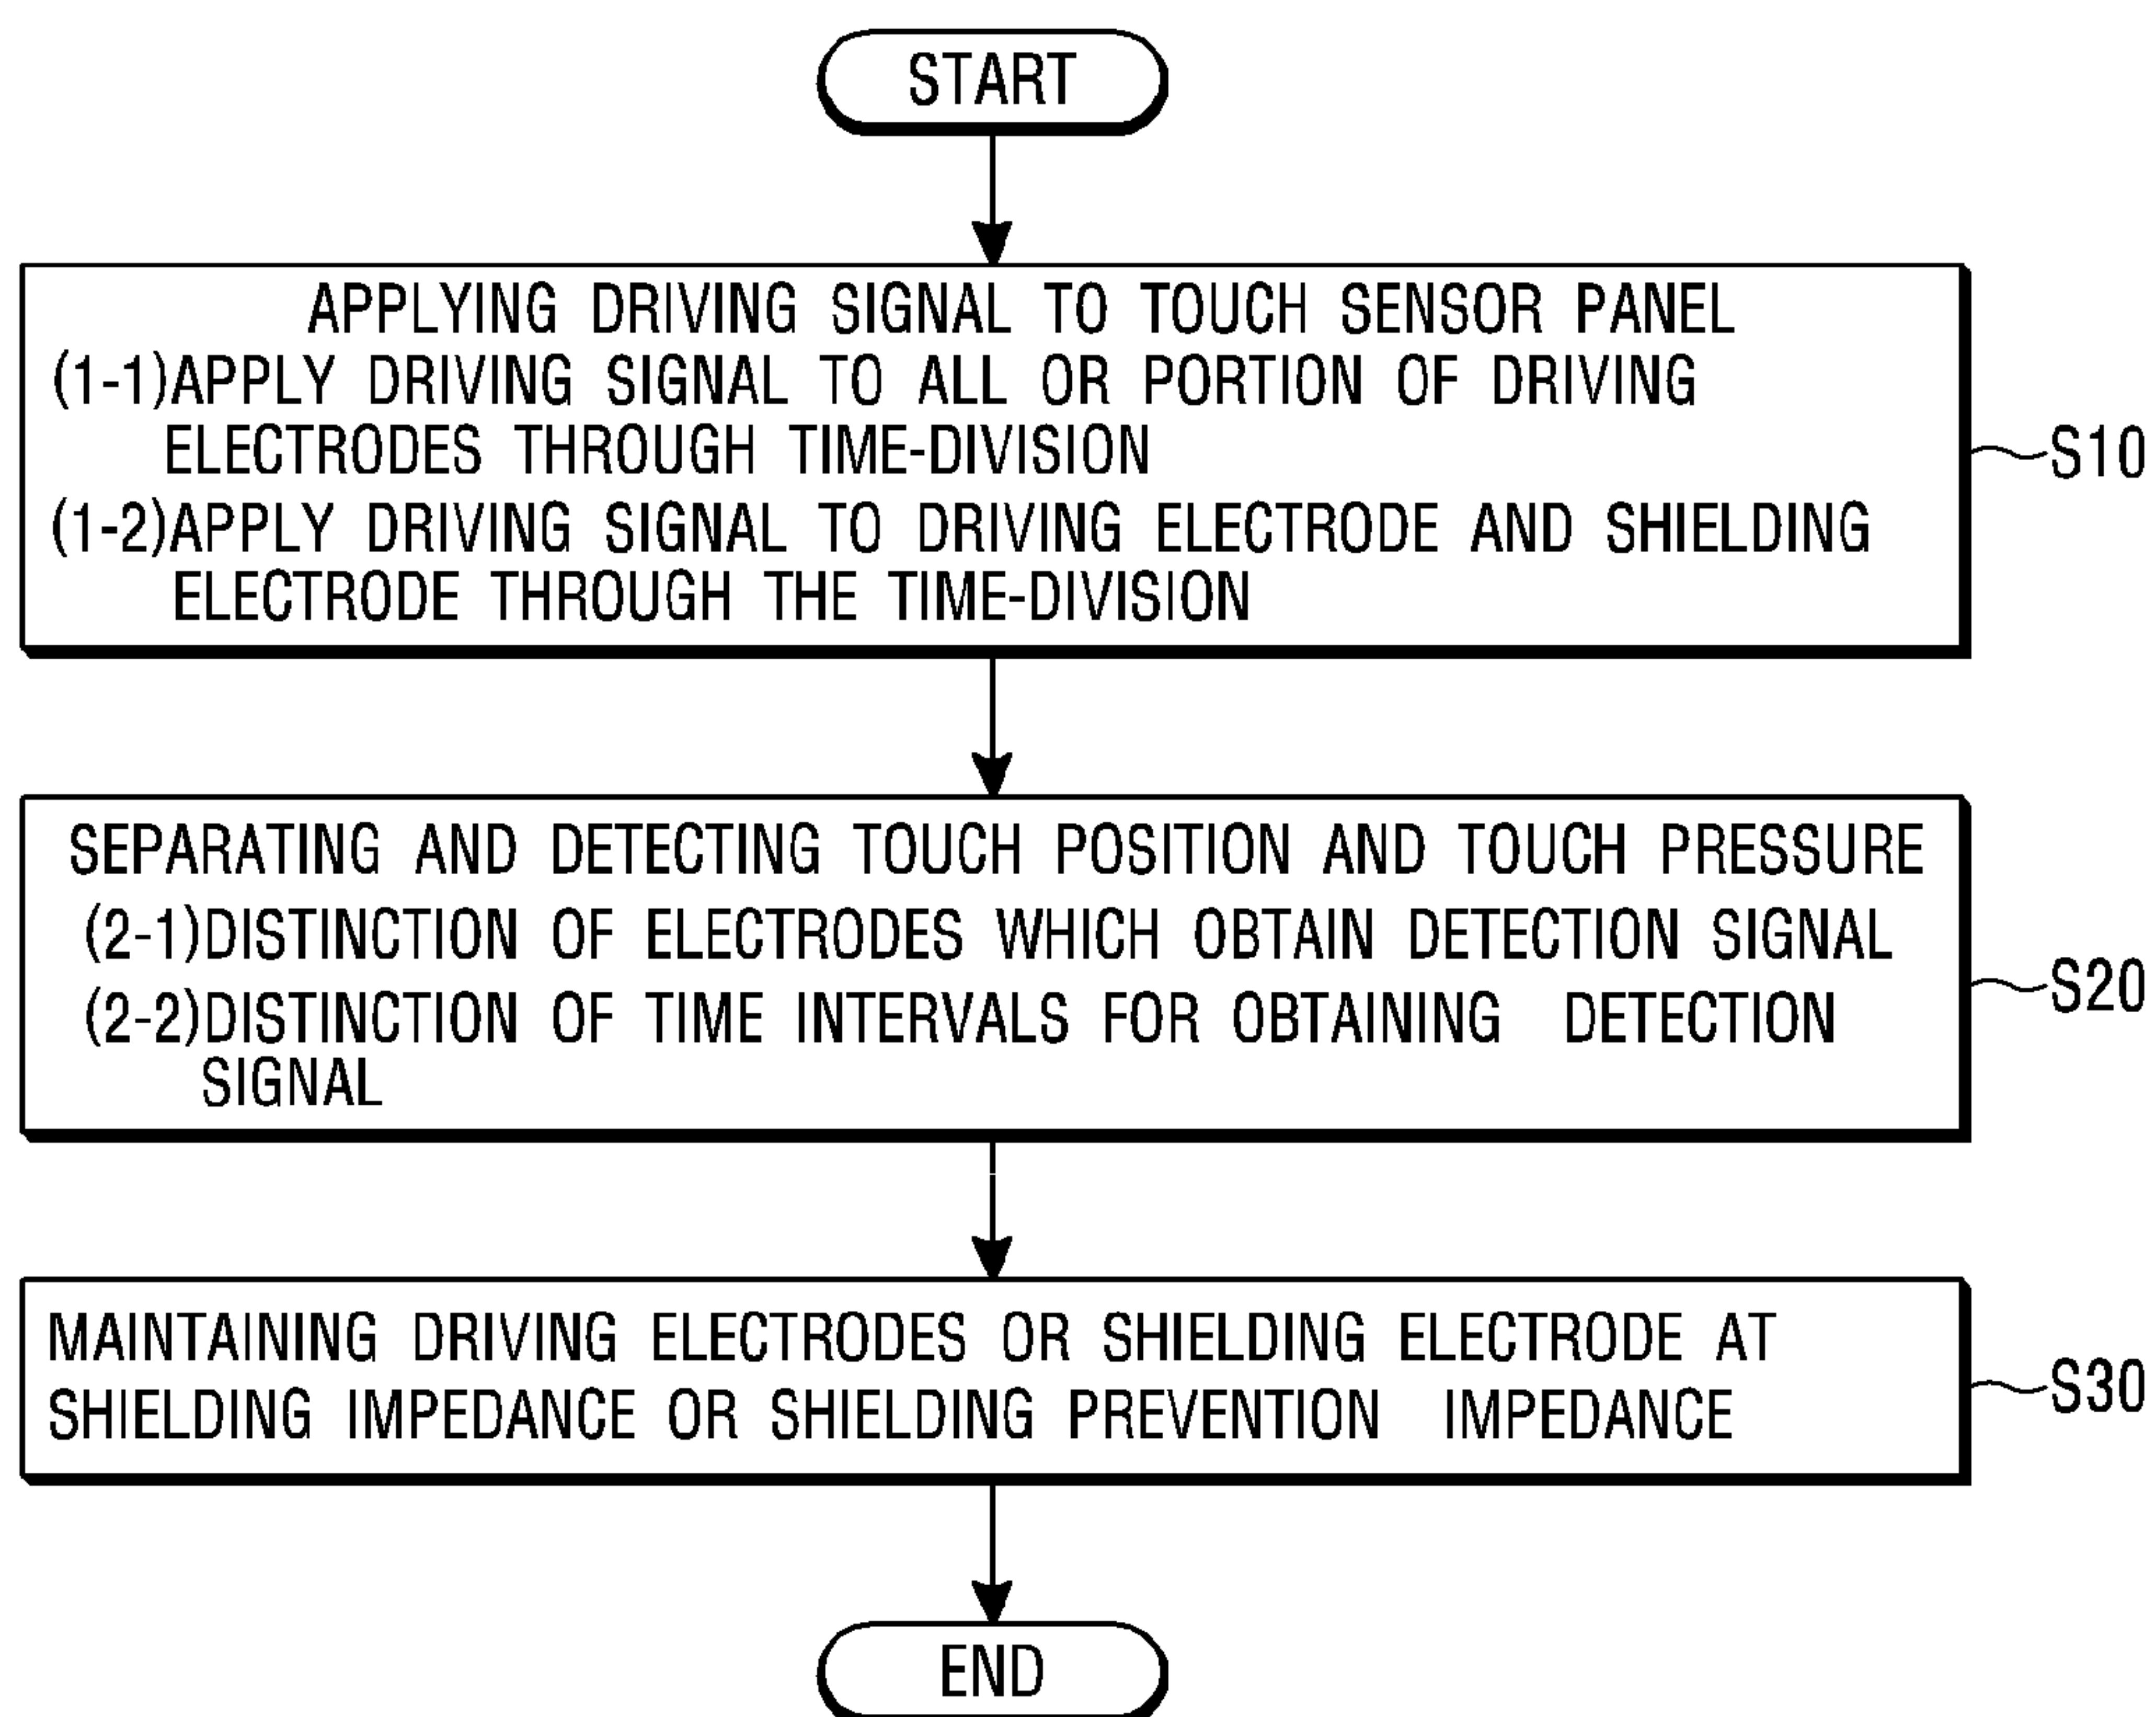 START
APPLYING DRIVING SIGNAL TO TOUCH SENSOR PANEL
(1-1)APPLY DRIVING SIGNAL TO ALL OR PORTION OF DRIVING
ELECTRODES THROUGH TIME-DIVISION
S10
(1-2)APPLY DRIVING SIGNAL TO DRIVING ELECTRODE AND SHIELDING
ELECTRODE THROUGH THE TIME-DIVISION
SEPARATING AND DETECTING TOUCH POSITION AND TOUCH PRESSURE
(2-1)DISTINCTION OF ELECTRODES WHICH OBTAIN DETECTION SIGNAL
S20
(2-2)DISTINCTION OF TIME INTERVALS FOR OBTAINING DETECTION
SIGNAL
MAINTAINING DRIVING ELECTRODES OR SHIELDING ELECTRODE AT
SHIELDING IMPEDANCE OR SHIELDING PREVENTION IMPEDANCE
S30
END